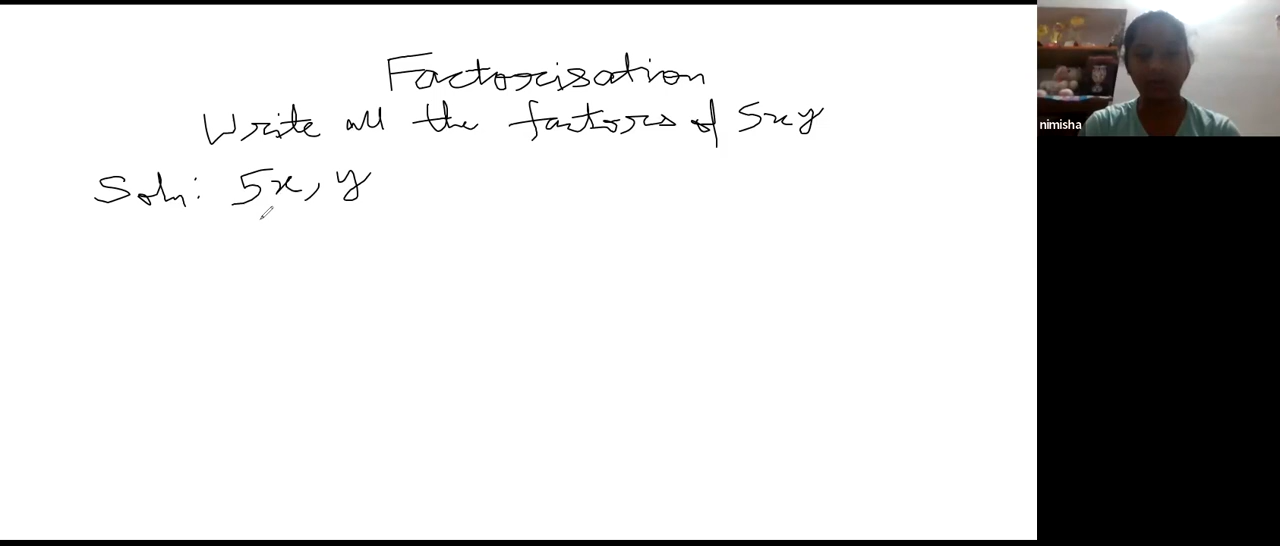 Factorisation
Write all the factors of 5xy
Soln: 5x, y
nimisha